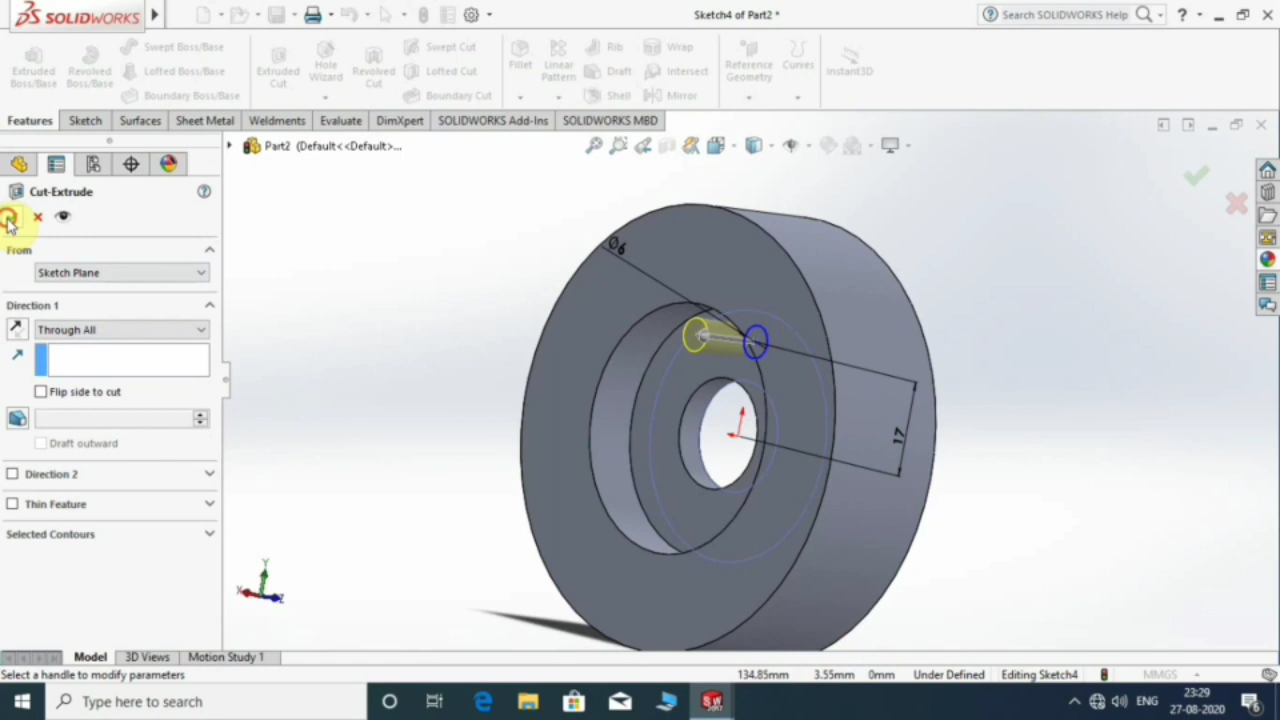 SOLIDWORKS
Sketch4 of Part2 *
Search SOLIDWORKS Help
?
Extruded Boss/Base
Revolved Boss/Base
Swept Boss/Base
Lofted Boss/Base
Boundary Boss/Base
Extruded Cut
Hole Wizard
Revolved Cut
Swept Cut
Lofted Cut
Boundary Cut
Fillet
Linear Pattern
Rib
Draft
Shell
Wrap
Intersect
Mirror
Reference Geometry
Curves
Instant3D
Features
Sketch
Surfaces
Sheet Metal
Weldments
Evaluate
DimXpert
SOLIDWORKS Add-Ins
SOLIDWORKS MBD
Part2 (Default<<Default>...
Cut-Extrude
?
From
Sketch Plane
Direction 1
Through All
Flip side to cut
Draft outward
Direction 2
Thin Feature
Selected Contours
Ø6
17
Y
X
Z
Model
3D Views
Motion Study 1
Select a handle to modify parameters
134.85mm
3.55mm
0mm
Under Defined
Editing Sketch4
MMGS
Type here to search
SW
2017
ENG
23:29
27-08-2020
6